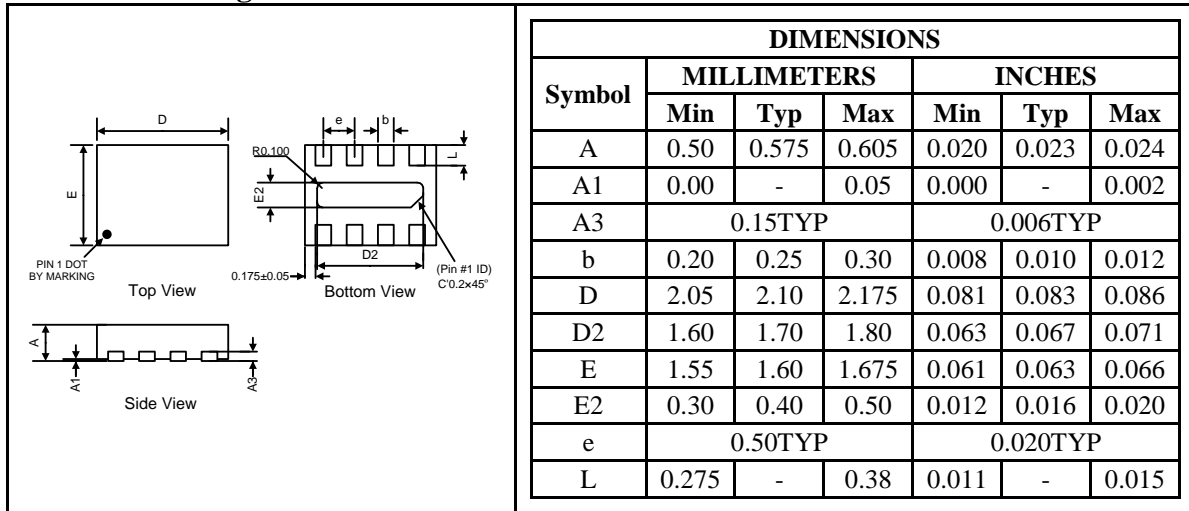 D
E
PIN 1 DOT
BY MARKING
Top View
e
b
R0.100
L
E2
D2
0.175±0.05
(Pin #1 ID)
C'0.2×45°
Bottom View
A
A1
A3
Side View
DIMENSIONS
Symbol MILLIMETERS INCHES
Min Typ Max Min Typ Max
A 0.50 0.575 0.605 0.020 0.023 0.024
A1 0.00 - 0.05 0.000 - 0.002
A3 0.15TYP 0.006TYP
b 0.20 0.25 0.30 0.008 0.010 0.012
D 2.05 2.10 2.175 0.081 0.083 0.086
D2 1.60 1.70 1.80 0.063 0.067 0.071
E 1.55 1.60 1.675 0.061 0.063 0.066
E2 0.30 0.40 0.50 0.012 0.016 0.020
e 0.50TYP 0.020TYP
L 0.275 - 0.38 0.011 - 0.015